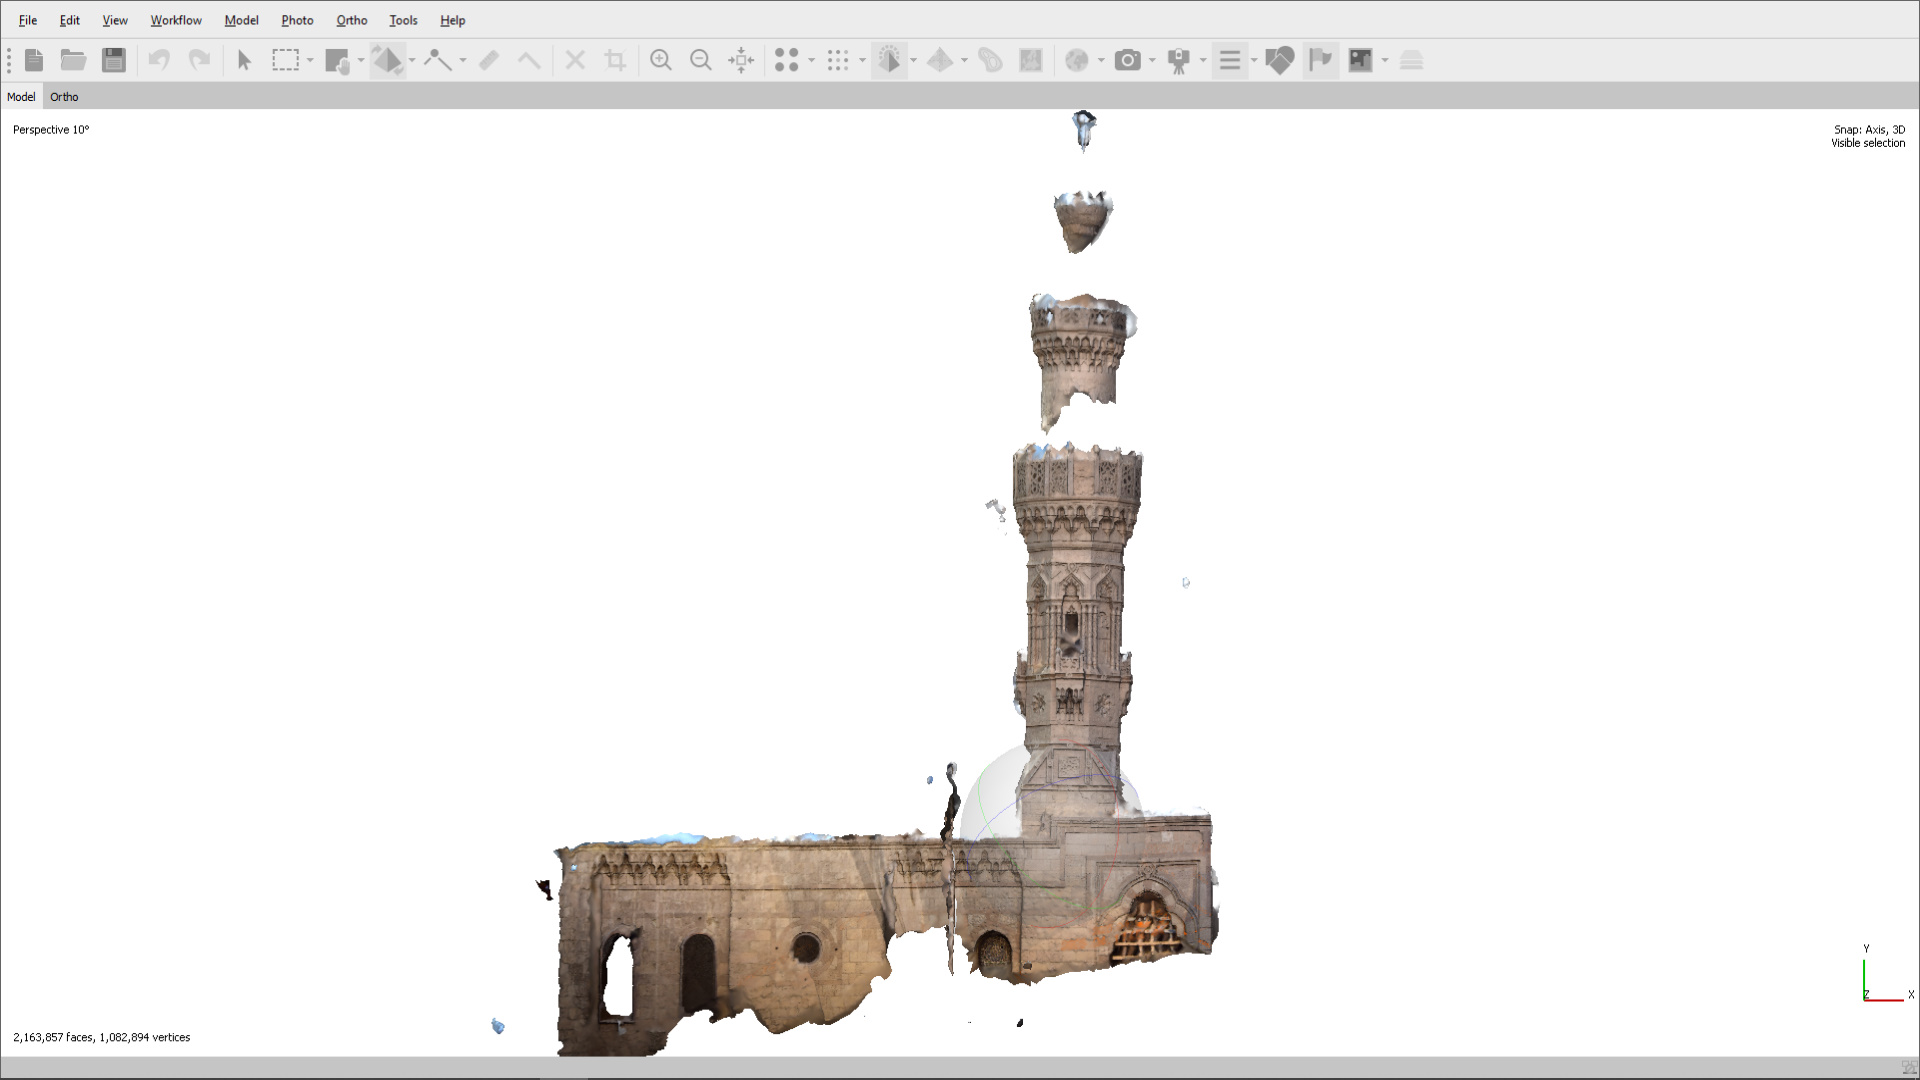 File Edit View Workflow Model Photo Ortho Tools Help
Model Ortho
Perspective 10°
Snap: Axis, 3D
Visible selection
Y
Z X
2,163,857 faces, 1,082,894 vertices